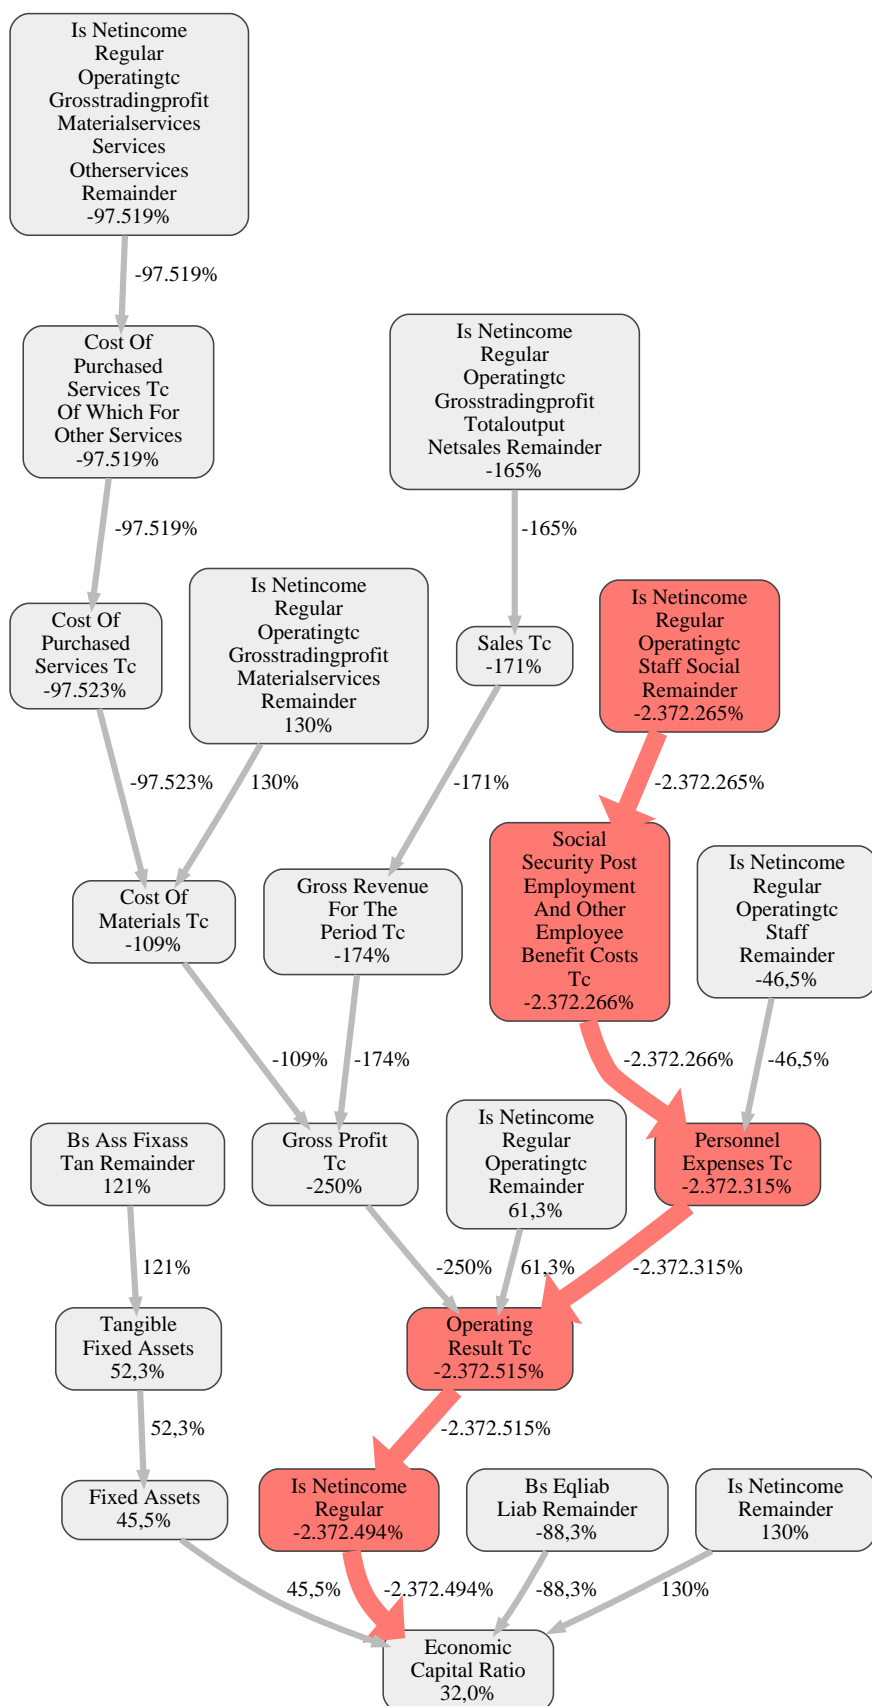 Is Netincome
Regular
Operatingtc
Grosstradingprofit
Materialservices
Services
Otherservices
Remainder
-97.519%
-97.519%
Cost Of
Purchased
Services Tc
Of Which For
Other Services
-97.519%
Is Netincome
Regular
Operatingtc
Grosstradingprofit
Totaloutput
Netsales Remainder
-165%
-97.519%
-165%
Cost Of
Purchased
Services Tc
-97.523%
Is Netincome
Regular
Operatingtc
Grosstradingprofit
Materialservices
Remainder
130%
Sales Tc
-171%
Is Netincome
Regular
Operatingtc
Staff Social
Remainder
-2.372.265%
-97.523%
130%
-171%
-2.372.265%
Cost Of
Materials Tc
-109%
Gross Revenue
For The
Period Tc
-174%
Social
Security Post
Employment
And Other
Employee
Benefit Costs
Tc
-2.372.266%
Is Netincome
Regular
Operatingtc
Staff
Remainder
-46,5%
-109%
-174%
-2.372.266%
-46,5%
Bs Ass Fixass
Tan Remainder
121%
Gross Profit
Tc
-250%
Is Netincome
Regular
Operatingtc
Remainder
61,3%
Personnel
Expenses Tc
-2.372.315%
121%
-250%
61,3%
-2.372.315%
Tangible
Fixed Assets
52,3%
Operating
Result Tc
-2.372.515%
52,3%
-2.372.515%
Fixed Assets
45,5%
Is Netincome
Regular
-2.372.494%
Bs Eqliab
Liab Remainder
-88,3%
Is Netincome
Remainder
130%
45,5%
-2.372.494%
-88,3%
130%
Economic
Capital Ratio
32,0%